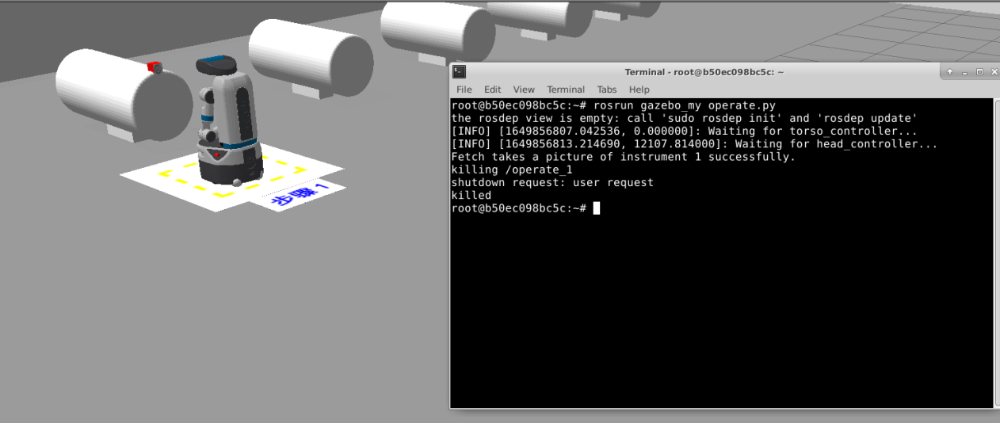 Terminal - root@b50ec098bc5c: ~
File Edit View Terminal Tabs Help
root@b50ec098bc5c:~# rosrun gazebo_my operate.py
the rosdep view is empty: call 'sudo rosdep init' and 'rosdep update'
[INFO] [1649856807.042536, 0.000000]: Waiting for torso_controller...
[INFO] [1649856813.214690, 12107.814000]: Waiting for head_controller...
Fetch takes a picture of instrument 1 successfully.
killing /operate_1
shutdown request: user request
killed
root@b50ec098bc5c:~#
步骤 1